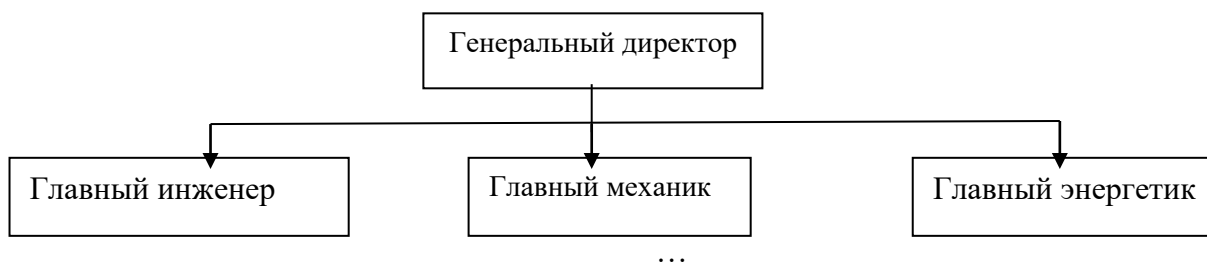 Генеральный директор
Главный инженер
Главный механик
Главный энергетик
…